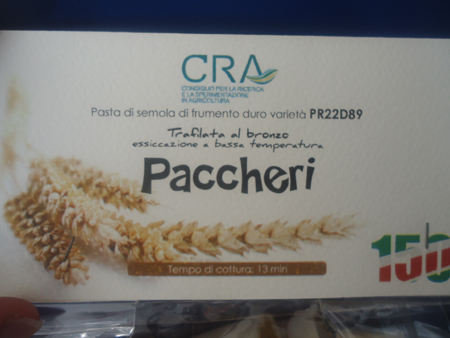 CRA
CONSIGLIO PER LA RICERCA
E LA SPERIMENTAZIONE
IN AGRICOLTURA
Pasta di semola di frumento duro varietà PR22D89
Trafilata al bronzo
essiccazione a bassa temperatura
Paccheri
150
Tempo di cottura: 13 min